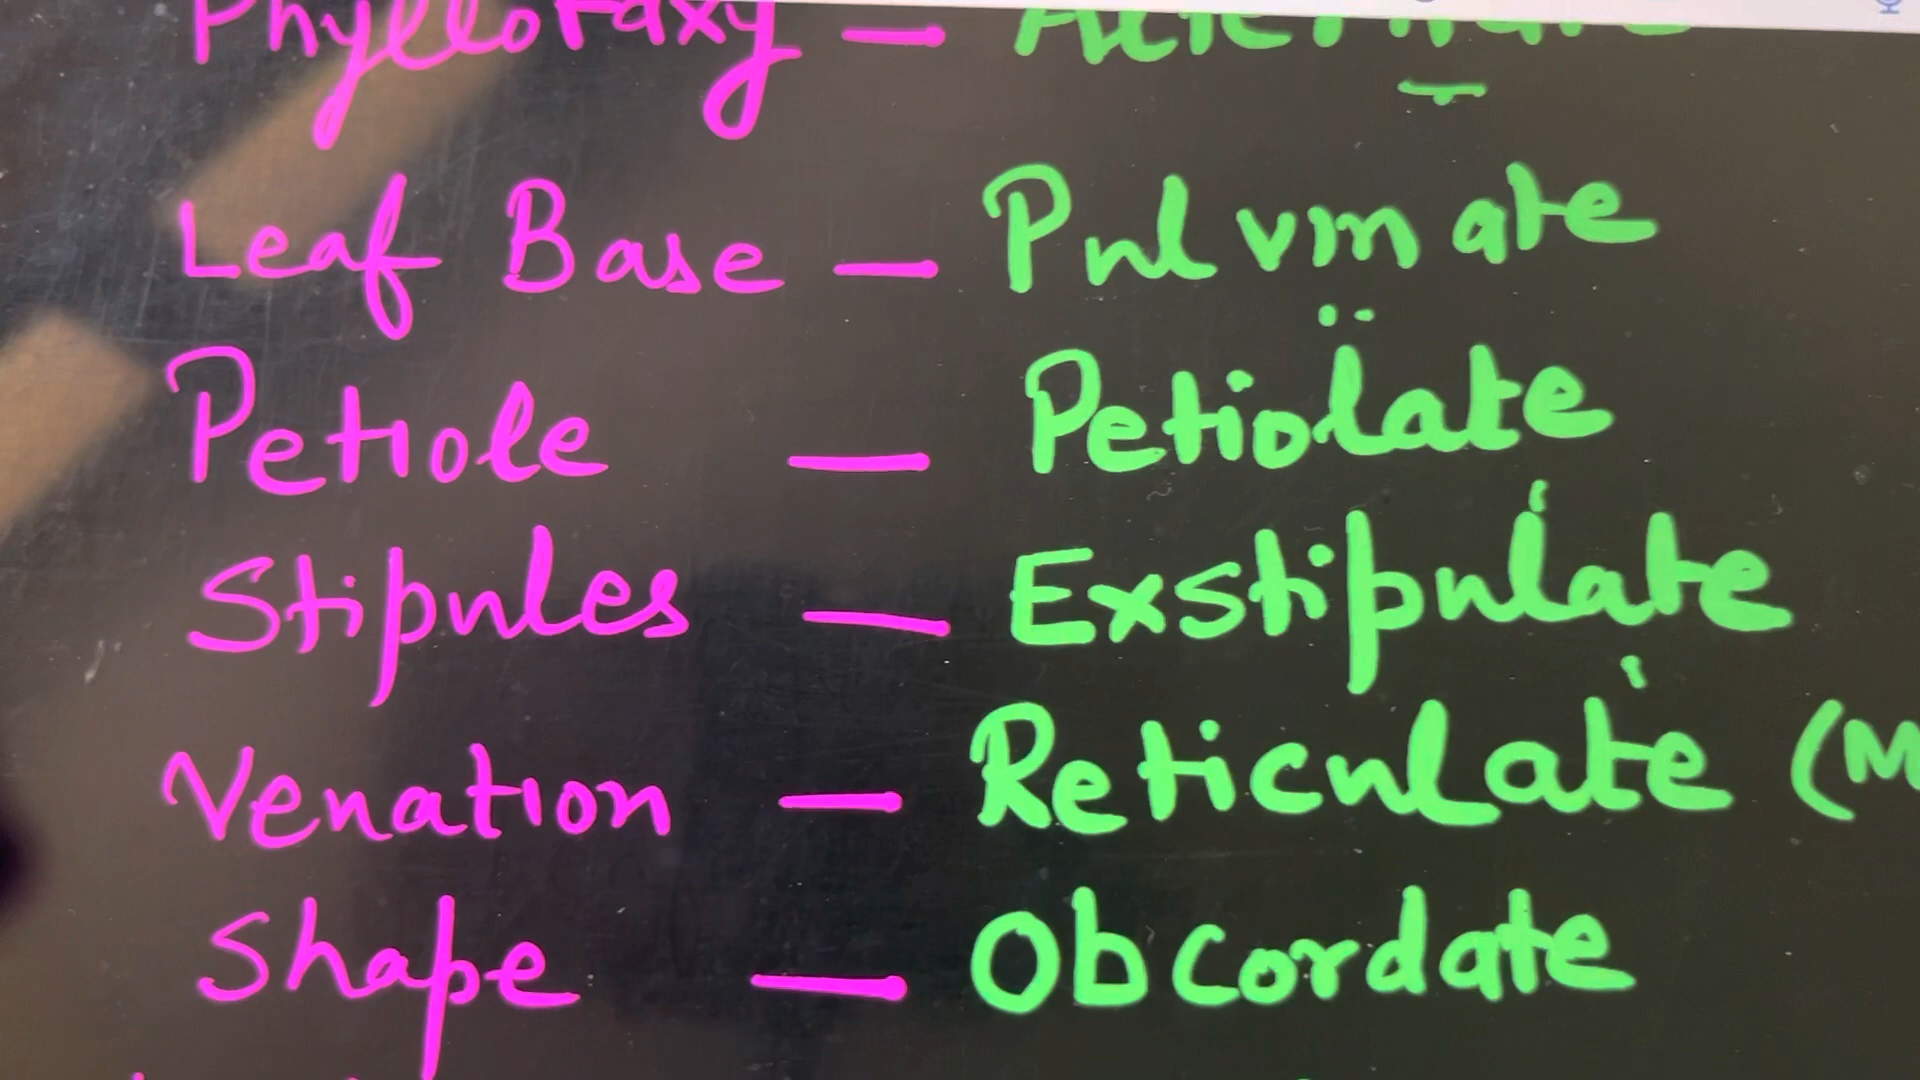 Phyllotaxy — Alternate
Leaf Base — Pulvinate
Petiole — Petiolate
Stipules — Exstipulate
Venation — Reticulate (M
Shape — Obcordate